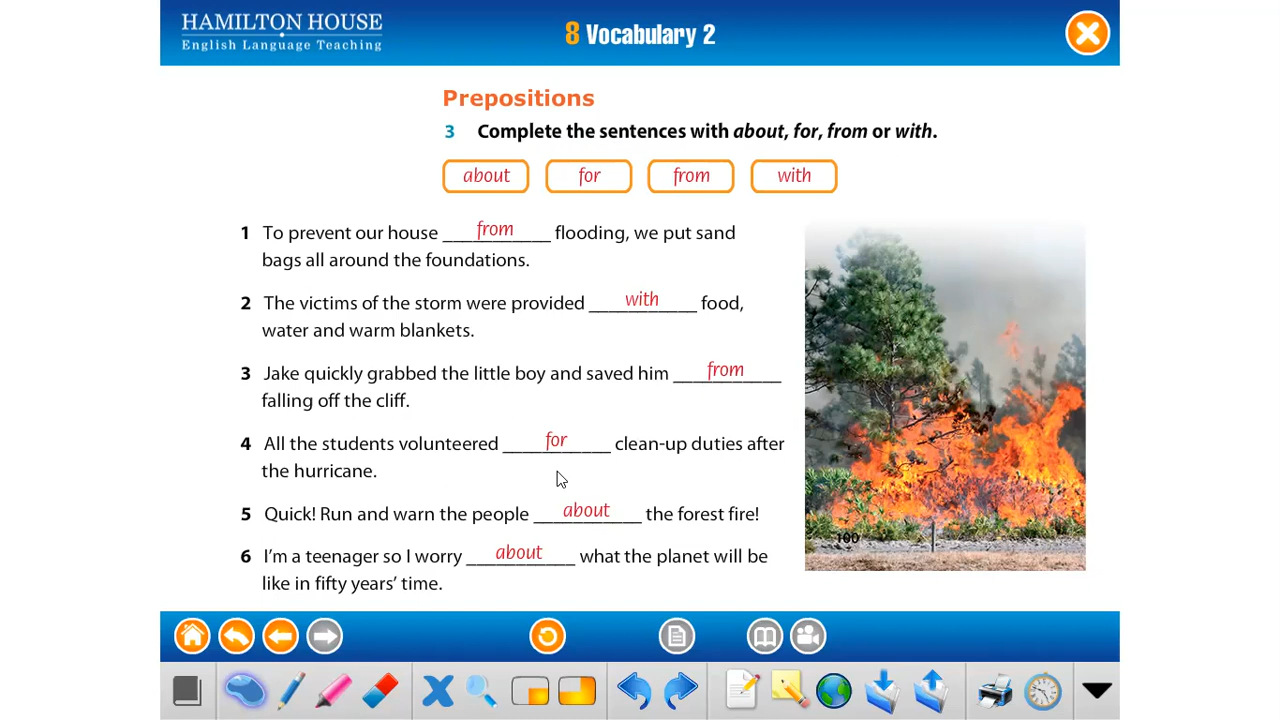 HAMILTON HOUSE
English Language Teaching
8 Vocabulary 2
Prepositions
3 Complete the sentences with about, for, from or with.
about for from with
1 To prevent our house from flooding, we put sand
bags all around the foundations.
2 The victims of the storm were provided with food,
water and warm blankets.
3 Jake quickly grabbed the little boy and saved him from
falling off the cliff.
4 All the students volunteered for clean-up duties after
the hurricane.
5 Quick! Run and warn the people about the forest fire!
6 I'm a teenager so I worry about what the planet will be
like in fifty years' time.
100